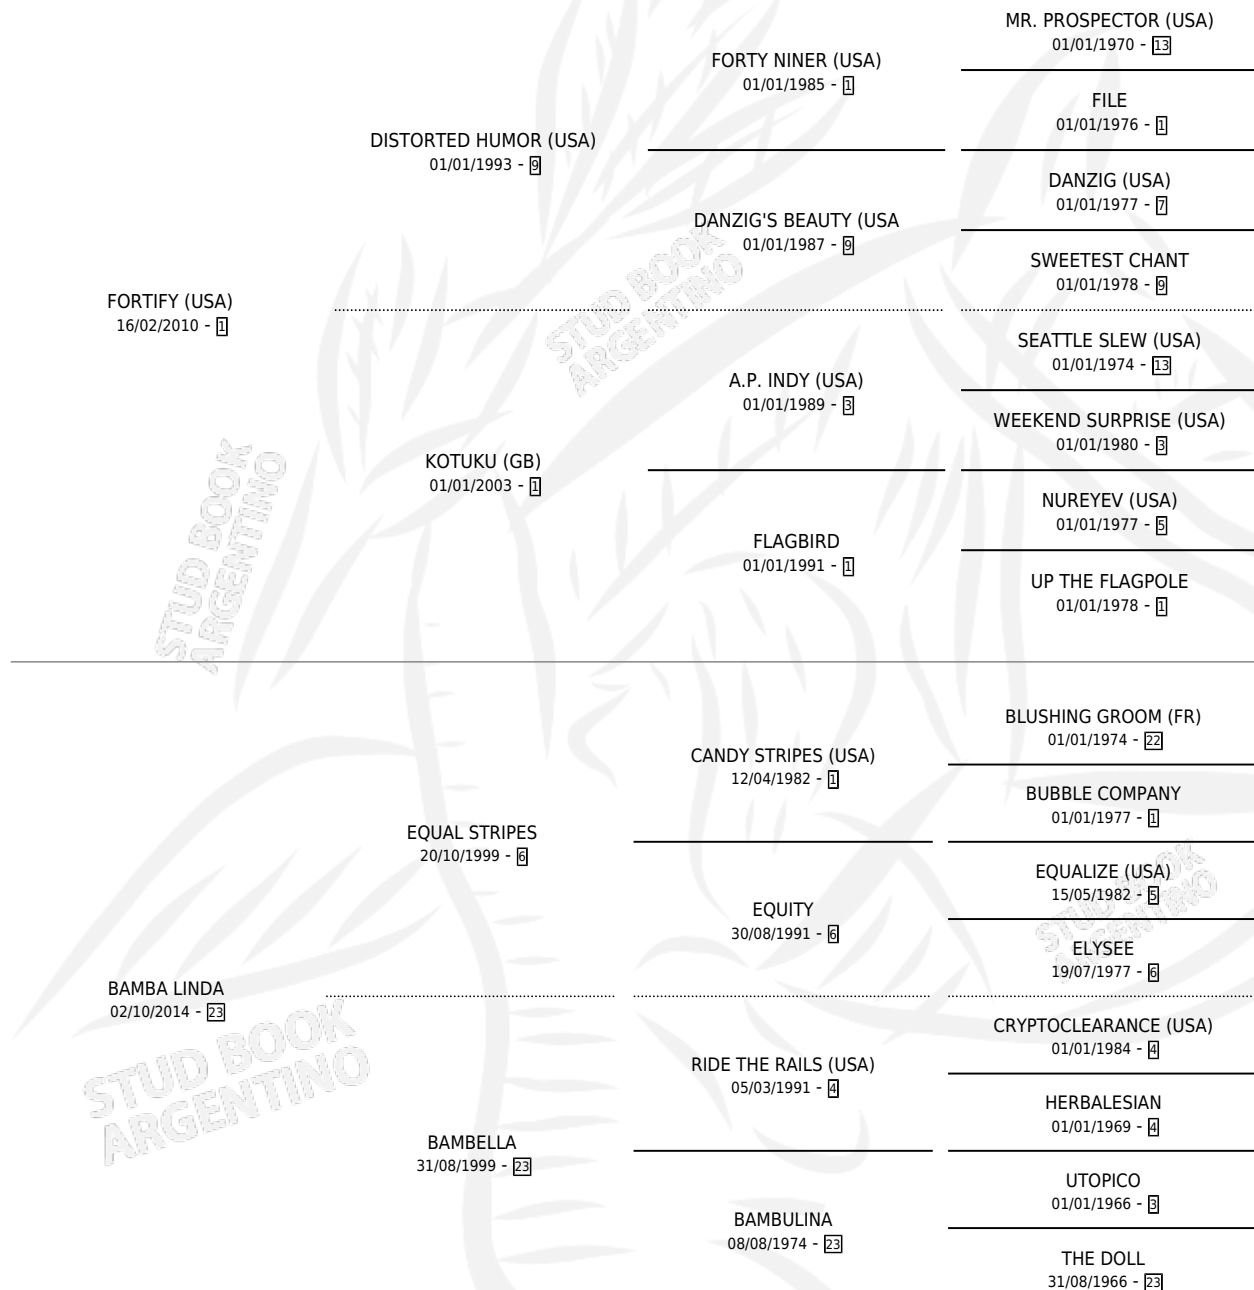 MR. PROSPECTOR (USA)
01/01/1970 - 13
FORTY NINER (USA)
01/01/1985 - 1
FILE
01/01/1976 - 1
DISTORTED HUMOR (USA)
01/01/1993 - 9
DANZIG (USA)
01/01/1977 - 7
DANZIG'S BEAUTY (USA
01/01/1987 - 9
SWEETEST CHANT
01/01/1978 - 9
STUD BOOK
ARGENTINO
FORTIFY (USA)
16/02/2010 - 1
SEATTLE SLEW (USA)
01/01/1974 - 13
A.P. INDY (USA)
01/01/1989 - 3
WEEKEND SURPRISE (USA)
01/01/1980 - 3
KOTUKU (GB)
01/01/2003 - 1
NUREYEV (USA)
01/01/1977 - 5
FLAGBIRD
01/01/1991 - 1
UP THE FLAGPOLE
01/01/1978 - 1
STUD BOOK
ARGENTINO
BLUSHING GROOM (FR)
01/01/1974 - 22
CANDY STRIPES (USA)
12/04/1982 - 1
BUBBLE COMPANY
01/01/1977 - 1
EQUAL STRIPES
20/10/1999 - 6
EQUALIZE (USA)
15/05/1982 - 5
EQUITY
30/08/1991 - 6
ELYSEE
19/07/1977 - 6
STUD BOOK
ARGENTINO
BAMBA LINDA
02/10/2014 - 23
CRYPTOCLEARANCE (USA)
01/01/1984 - 4
RIDE THE RAILS (USA)
05/03/1991 - 4
HERBALESIAN
01/01/1969 - 4
STUD BOOK
ARGENTINO
BAMBELLA
31/08/1999 - 23
UTOPICO
01/01/1966 - 3
BAMBULINA
08/08/1974 - 23
THE DOLL
31/08/1966 - 23